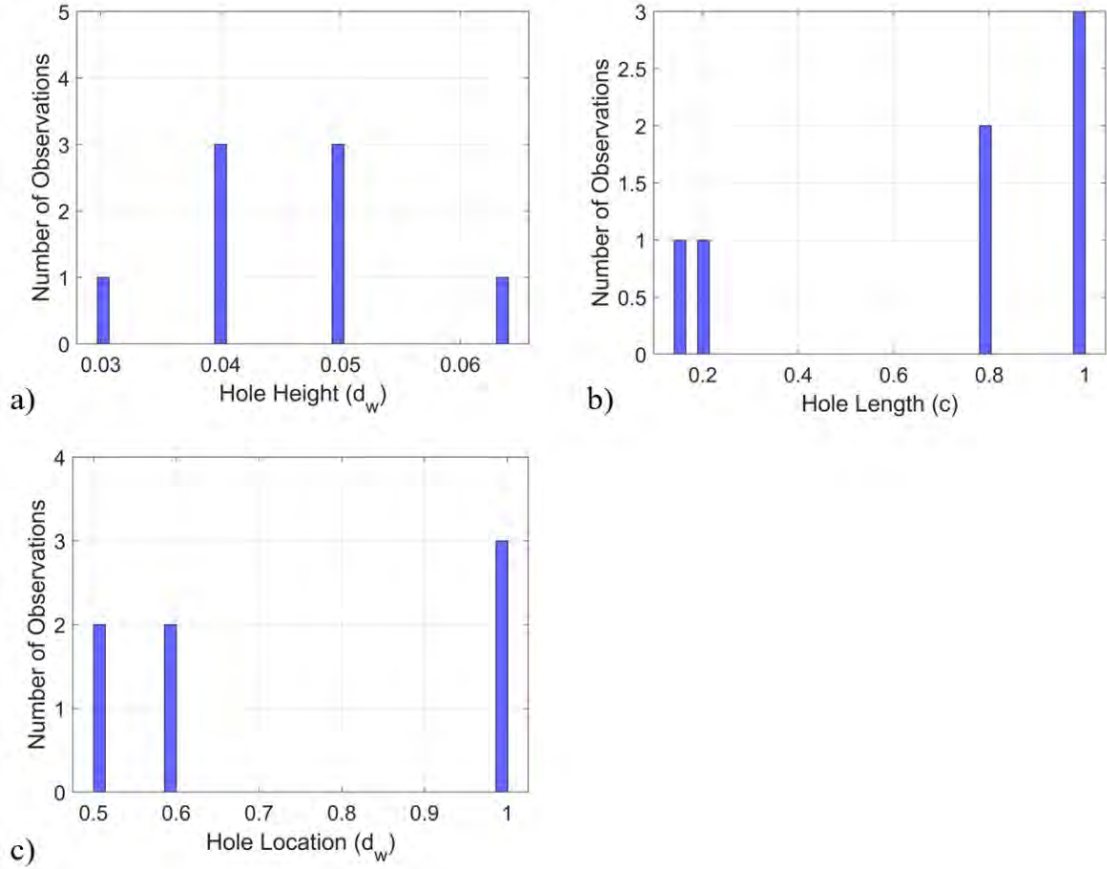 5
4
3
2
1
0
Number of Observations
0.03 0.04 0.05 0.06
Hole Height (d_w)
a)
3
2.5
2
1.5
1
0.5
0
Number of Observations
0.2 0.4 0.6 0.8 1
Hole Length (c)
b)
4
3
2
1
0
Number of Observations
0.5 0.6 0.7 0.8 0.9 1
Hole Location (d_w)
c)